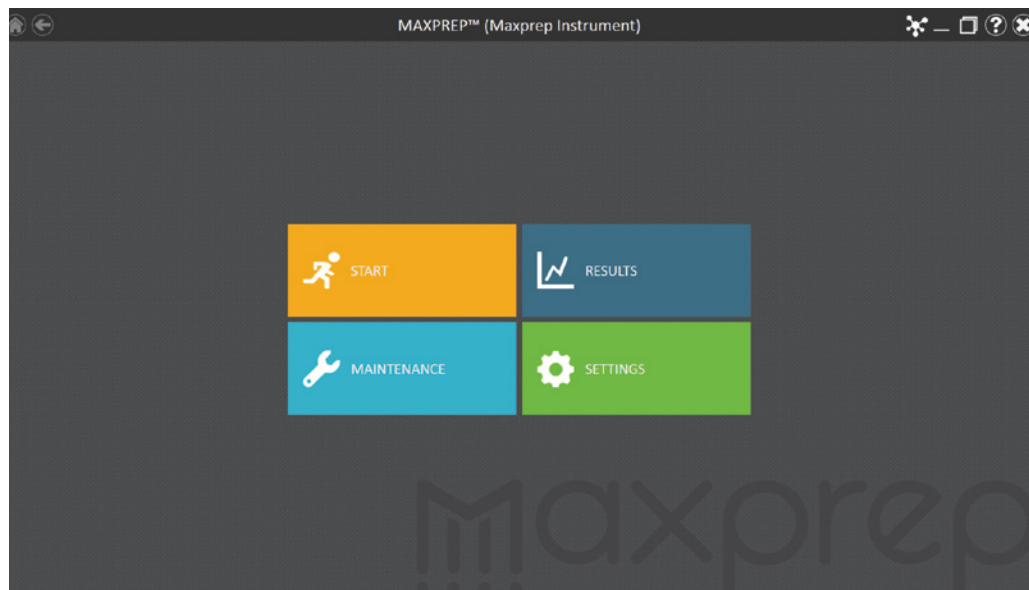 MAXPREP™ (Maxprep Instrument)
START
RESULTS
MAINTENANCE
SETTINGS
maxprep